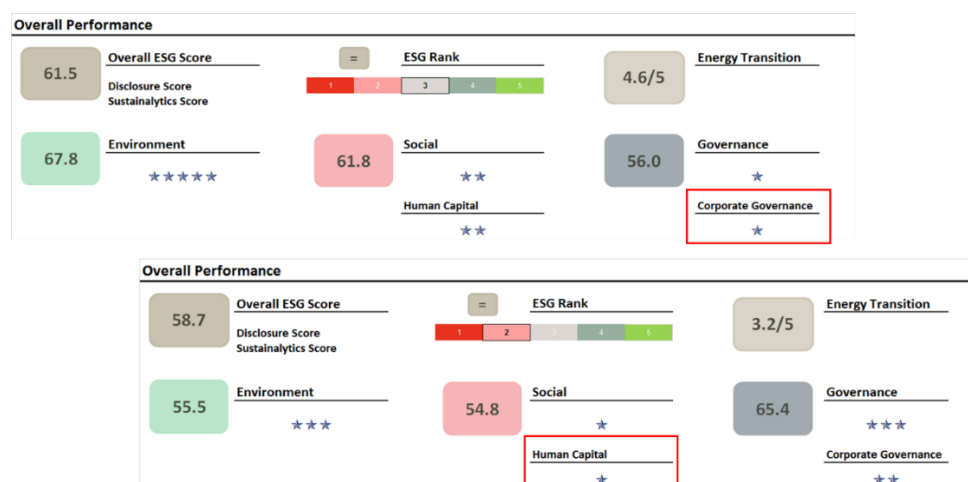 Overall Performance
61.5 Overall ESG Score = ESG Rank 4.6/5 Energy Transition
Disclosure Score 1 2 3 4 5
Sustainalytics Score
67.8 Environment 61.8 Social 56.0 Governance
Human Capital Corporate Governance
Overall Performance
58.7 Overall ESG Score = ESG Rank 3.2/5 Energy Transition
Disclosure Score 1 2 3 4 5
Sustainalytics Score
55.5 Environment 54.8 Social 65.4 Governance
Human Capital Corporate Governance